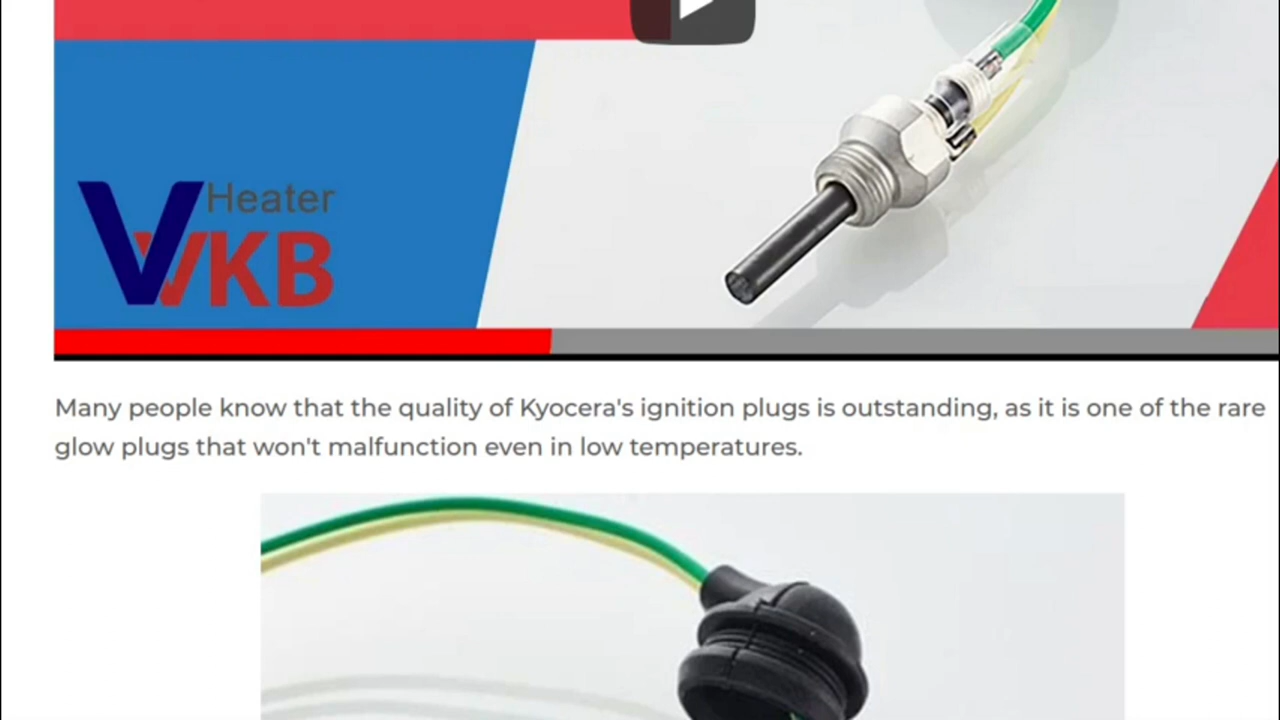 Heater
VVKB
Many people know that the quality of Kyocera's ignition plugs is outstanding, as it is one of the rare
glow plugs that won't malfunction even in low temperatures.